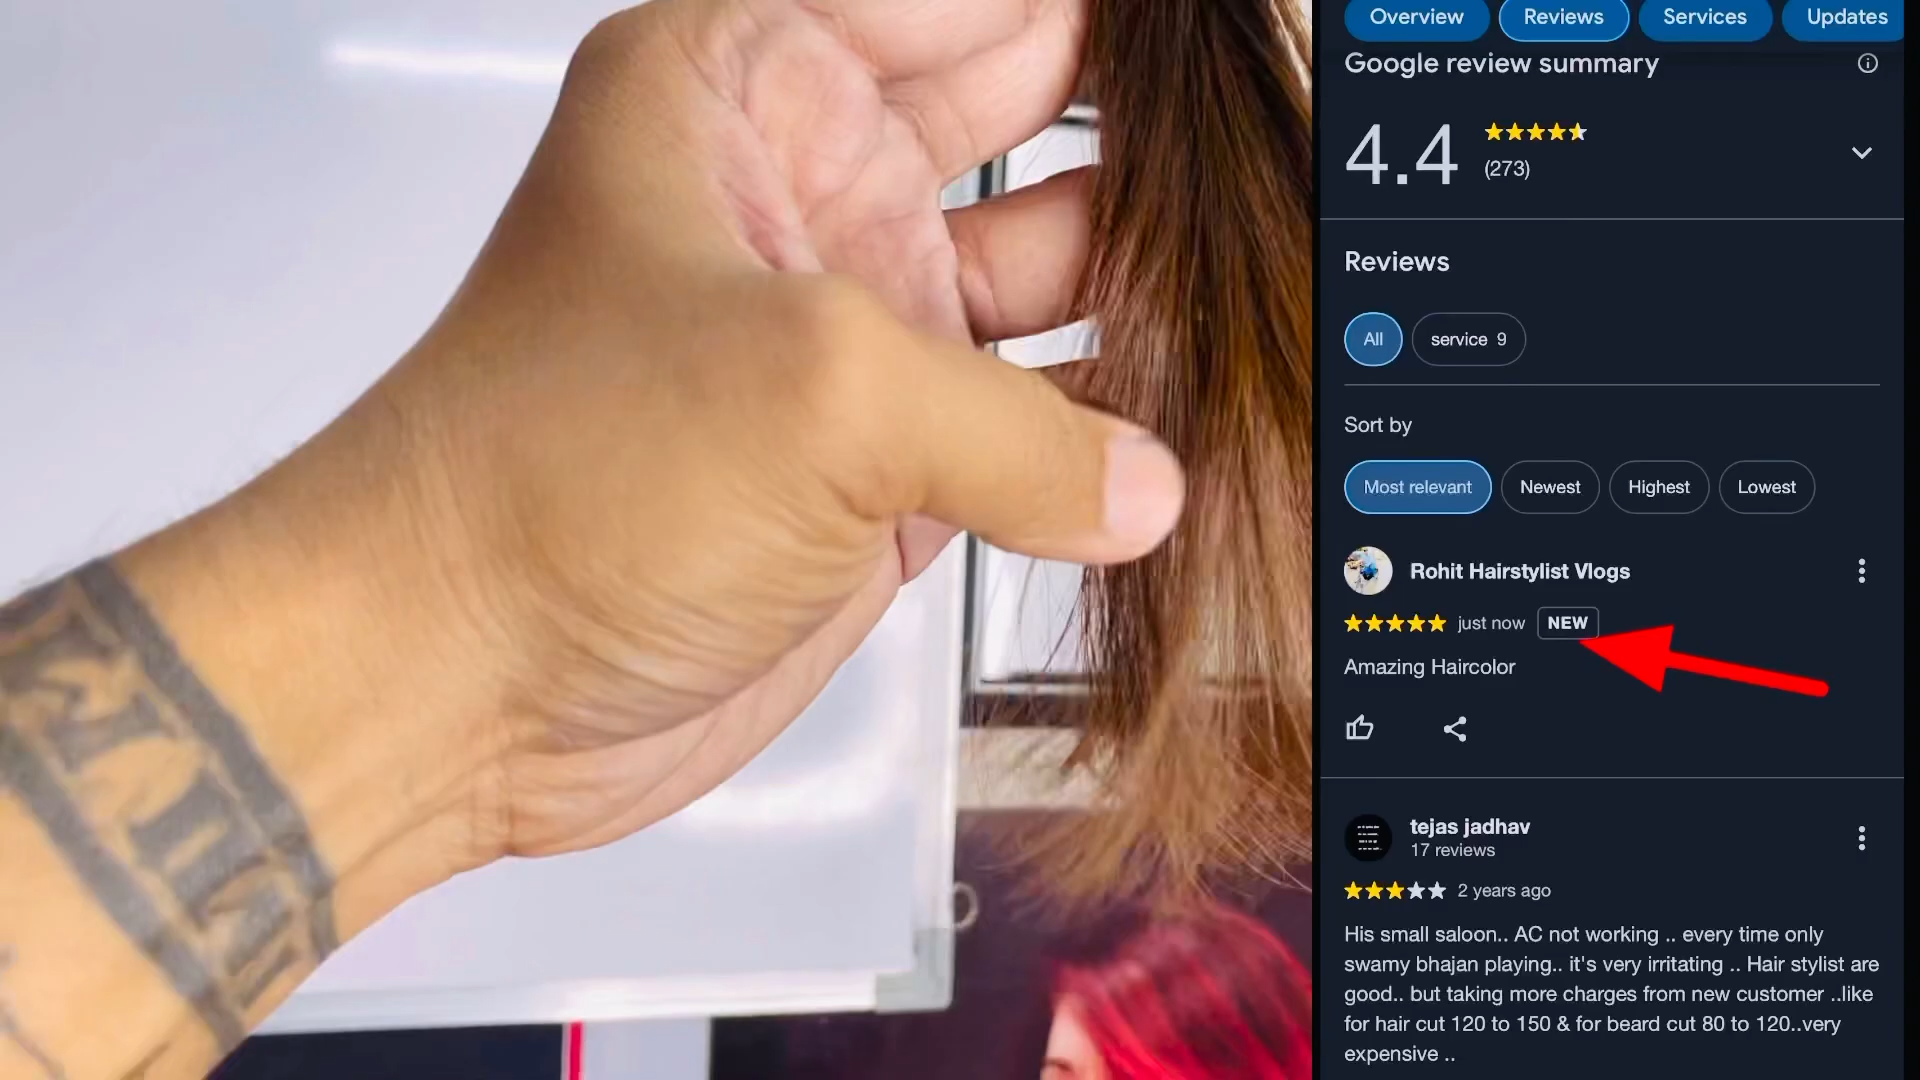 Overview Reviews Services Updates
Google review summary
4.4
(273)
Reviews
All service 9
Sort by
Most relevant Newest Highest Lowest
Rohit Hairstylist Vlogs
just now NEW
Amazing Haircolor
tejas jadhav
17 reviews
2 years ago
His small saloon.. AC not working .. every time only
swamy bhajan playing.. it's very irritating .. Hair stylist are
good.. but taking more charges from new customer ..like
for hair cut 120 to 150 & for beard cut 80 to 120..very
expensive ..